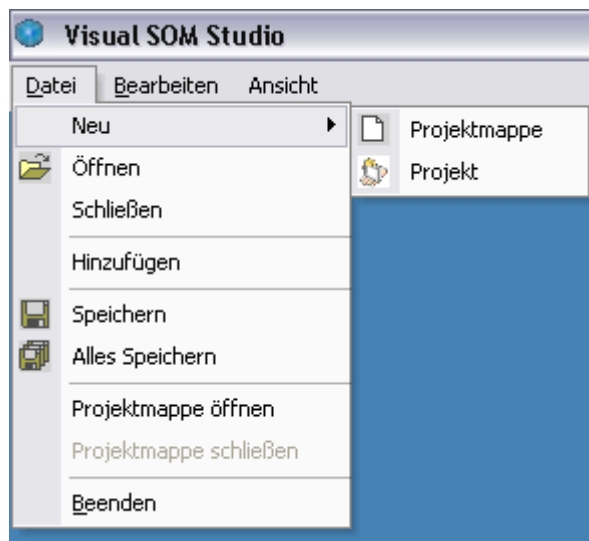 Visual SOM Studio
Datei Bearbeiten Ansicht
Neu
Projektmappe
Projekt
Öffnen
Schließen
Hinzufügen
Speichern
Alles Speichern
Projektmappe öffnen
Projektmappe schließen
Beenden